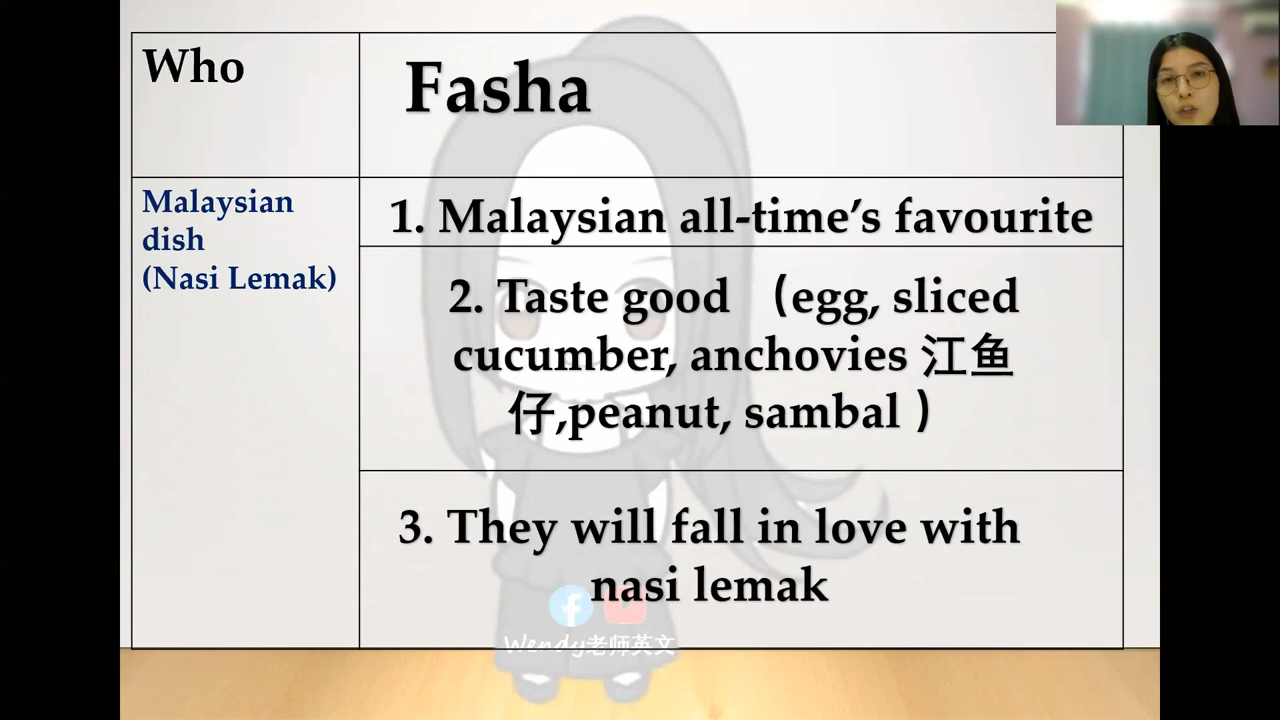 Who
Fasha
Malaysian
dish
(Nasi Lemak)
1. Malaysian all-time’s favourite
2. Taste good （egg, sliced
cucumber, anchovies 江鱼
仔,peanut, sambal ）
3. They will fall in love with
nasi lemak
Wendy老师英文